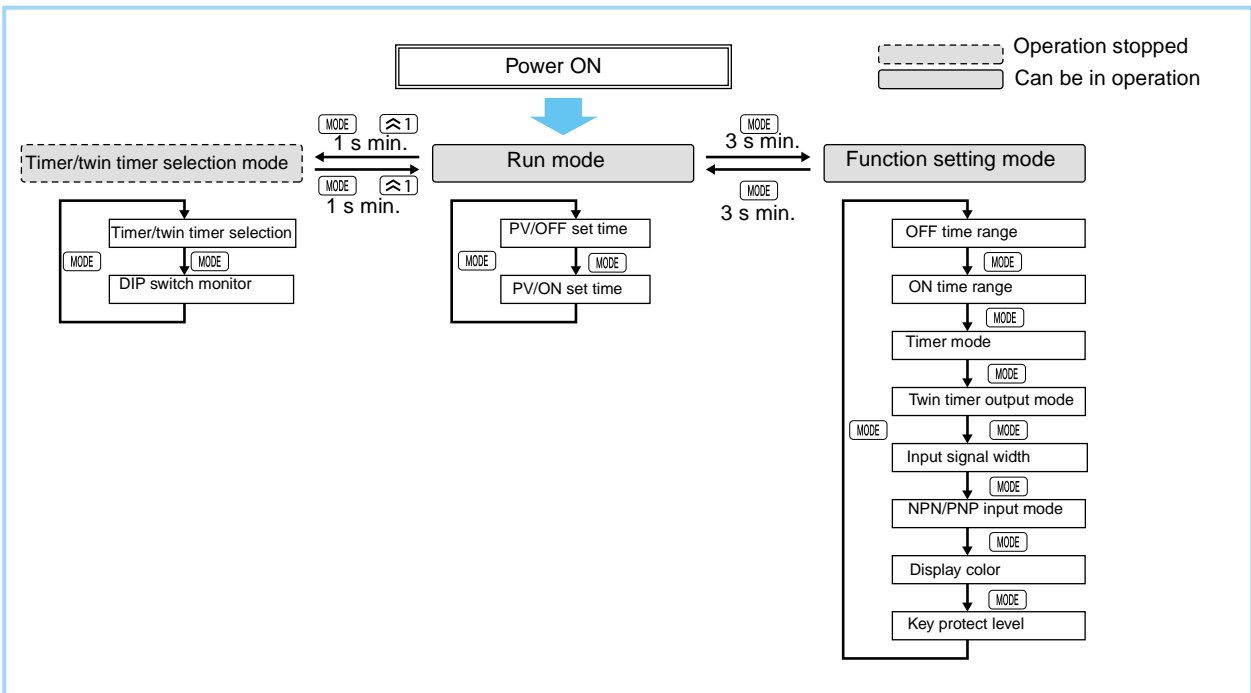 Power ON
Operation stopped
Can be in operation
MODE ︽1
1 s min.
MODE
3 s min.
Timer/twin timer selection mode
Run mode
Function setting mode
MODE ︽1
1 s min.
MODE
3 s min.
Timer/twin timer selection
MODE
MODE
DIP switch monitor
PV/OFF set time
MODE
MODE
PV/ON set time
OFF time range
MODE
ON time range
MODE
Timer mode
MODE
Twin timer output mode
MODE
MODE
Input signal width
MODE
NPN/PNP input mode
MODE
Display color
MODE
Key protect level